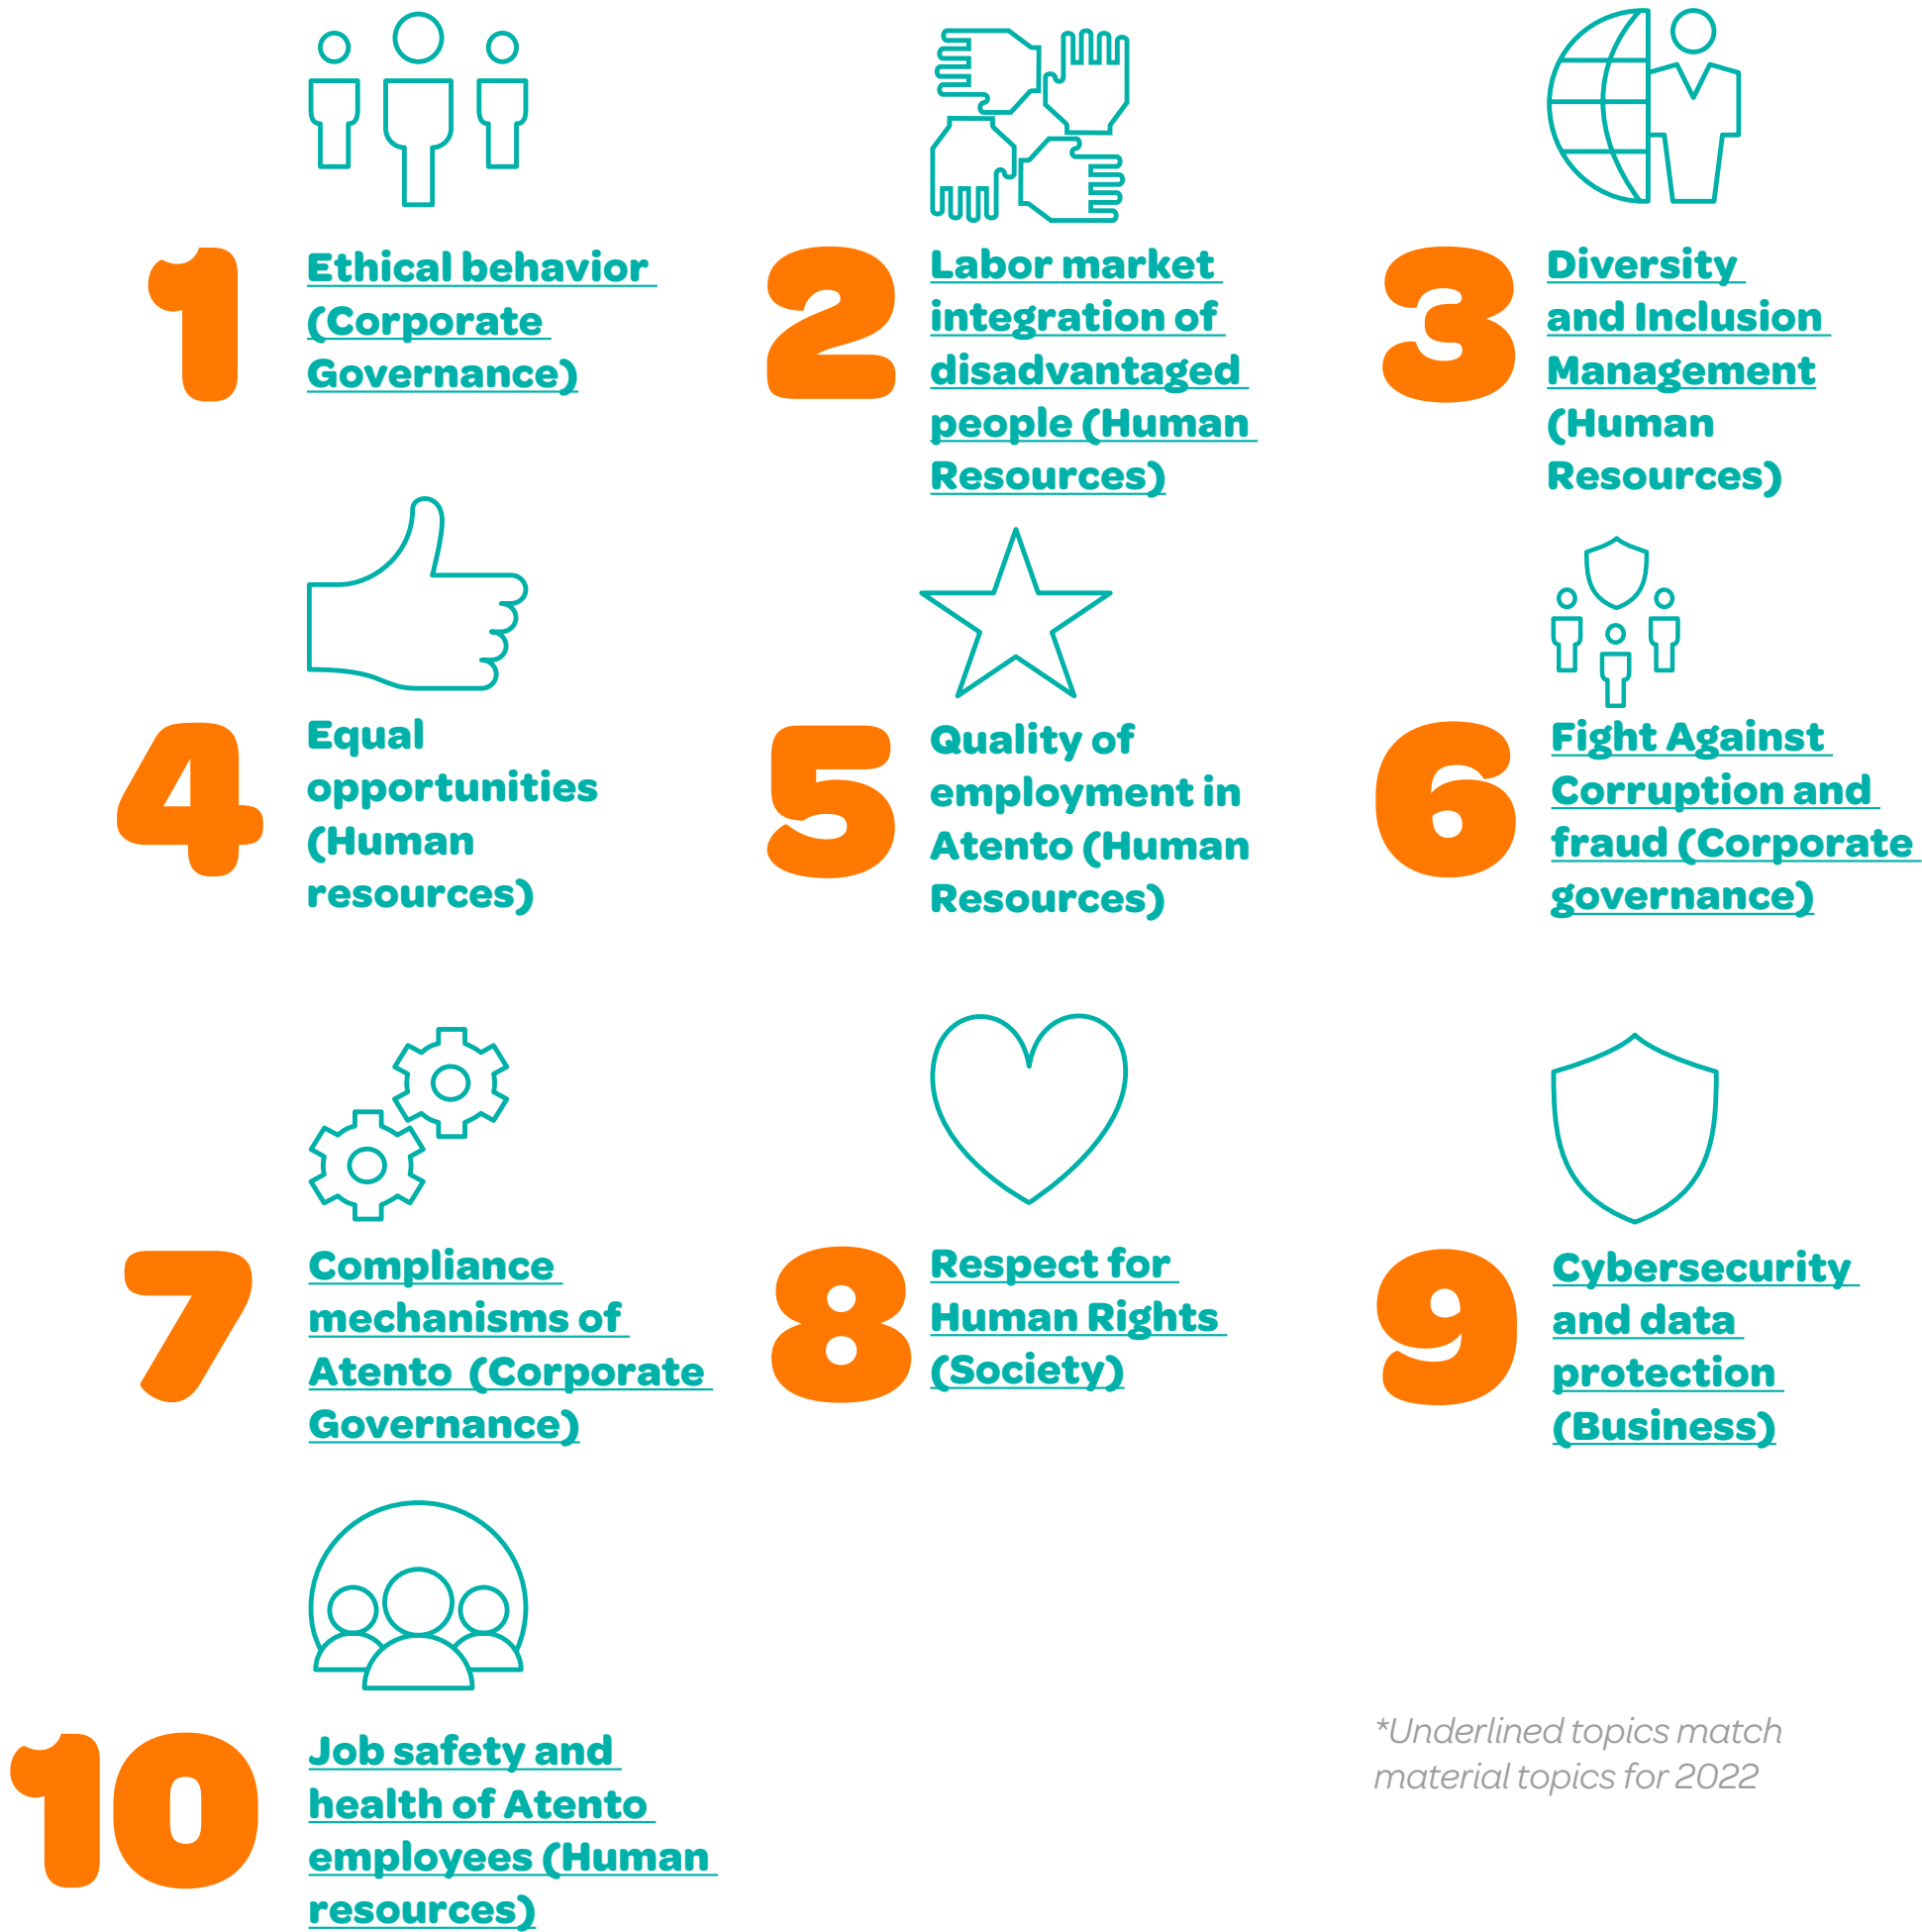 1
Ethical behavior
(Corporate
Governance)
2
Labor market
integration of
disadvantaged
people (Human
Resources)
3
Diversity
and Inclusion
Management
(Human
Resources)
4
Equal
opportunities
(Human
resources)
5
Quality of
employment in
Atento (Human
Resources)
6
Fight Against
Corruption and
fraud (Corporate
governance)
7
Compliance
mechanisms of
Atento (Corporate
Governance)
8
Respect for
Human Rights
(Society)
9
Cybersecurity
and data
protection
(Business)
10
Job safety and
health of Atento
employees (Human
resources)
*Underlined topics match
material topics for 2022